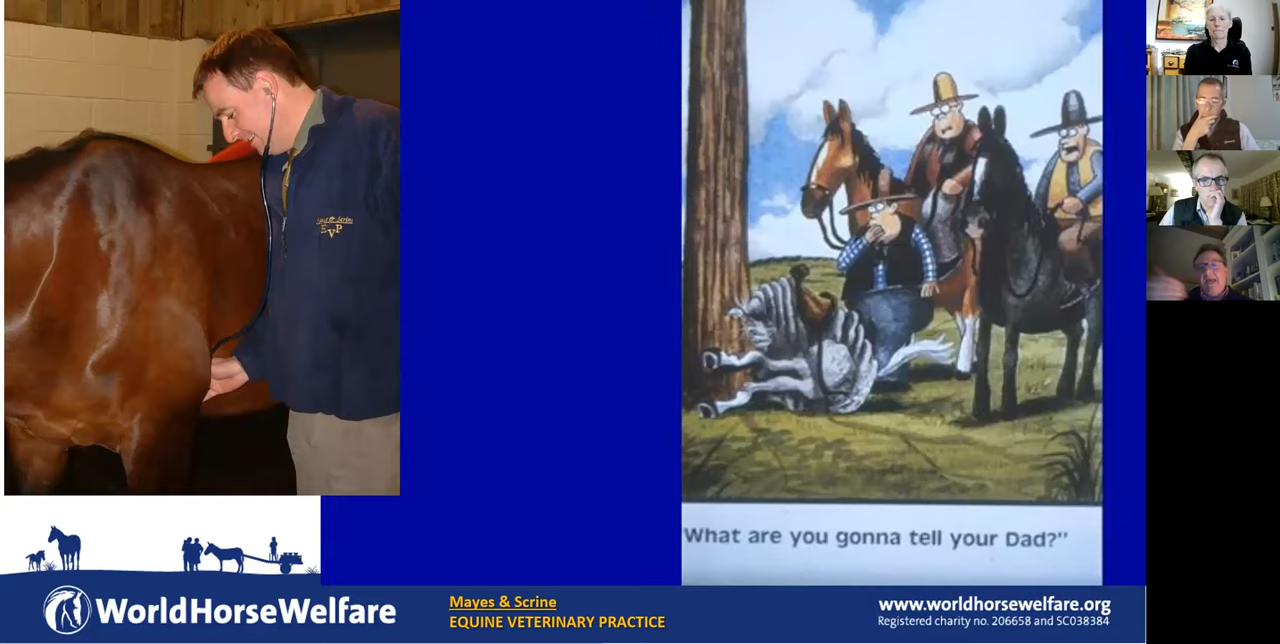 EVP
What are you gonna tell your Dad?"
WorldHorseWelfare
Mayes & Scrine
EQUINE VETERINARY PRACTICE
www.worldhorsewelfare.org
Registered charity no. 206658 and SC038384